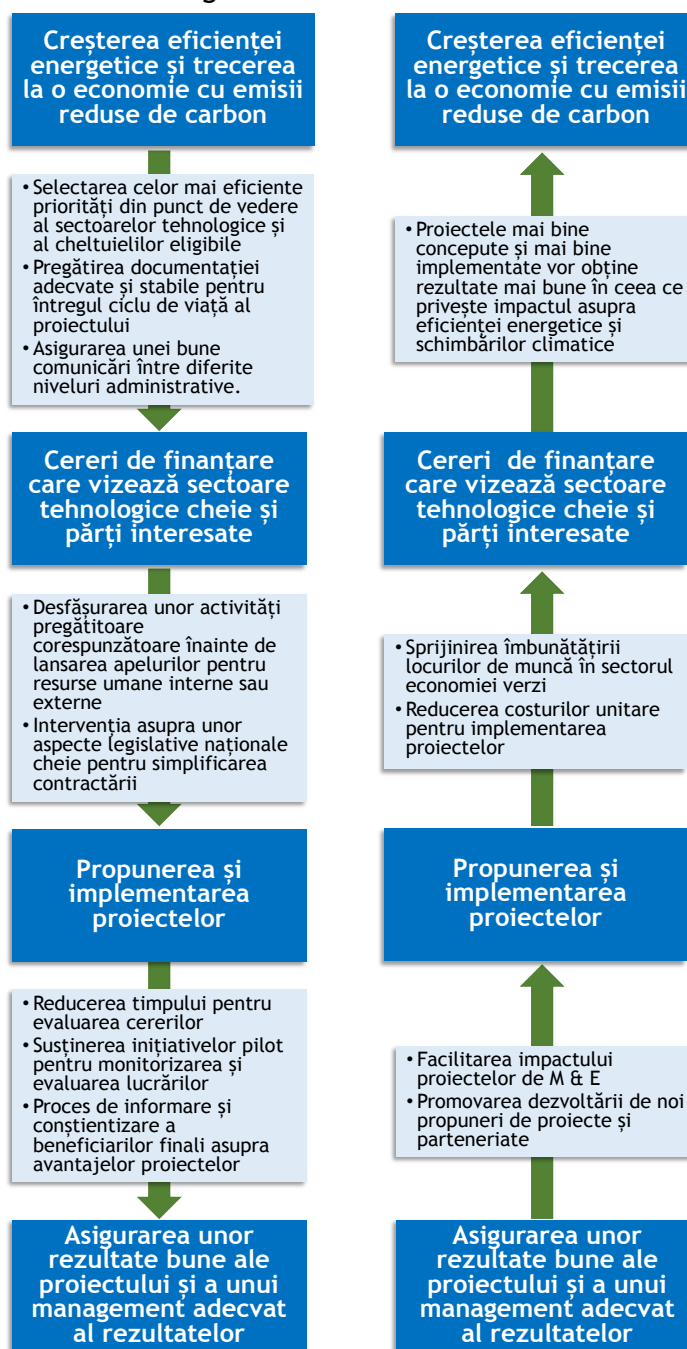 Creșterea eficienței
energetice și trecerea
la o economie cu emisii
reduse de carbon
• Selectarea celor mai eficiente
priorități din punct de vedere
al sectoarelor tehnologice și
al cheltuielilor eligibile
• Pregătirea documentației
adecvate și stabile pentru
întregul ciclu de viață al
proiectului
• Asigurarea unei bune
comunicări între diferite
niveluri administrative.
Cereri de finanțare
care vizează sectoare
tehnologice cheie și
părți interesate
• Desfășurarea unor activități
pregătitoare
corespunzătoare înainte de
lansarea apelurilor pentru
resurse umane interne sau
externe
• Intervenția asupra unor
aspecte legislative naționale
cheie pentru simplificarea
contractării
Propunerea și
implementarea
proiectelor
• Reducerea timpului pentru
evaluarea cererilor
• Susținerea inițiativelor pilot
pentru monitorizarea și
evaluarea lucrărilor
• Proces de informare și
conștientizare a
beneficiarilor finali asupra
avantajelor proiectelor
Asigurarea unor
rezultate bune ale
proiectului și a unui
management adecvat
al rezultatelor
Creșterea eficienței
energetice și trecerea
la o economie cu emisii
reduse de carbon
• Proiectele mai bine
concepute și mai bine
implementate vor obține
rezultate mai bune în ceea ce
privește impactul asupra
eficienței energetice și
schimbărilor climatice
Cereri de finanțare
care vizează sectoare
tehnologice cheie și
părți interesate
• Sprijinirea îmbunătățirii
locurilor de muncă în sectorul
economiei verzi
• Reducerea costurilor unitare
pentru implementarea
proiectelor
Propunerea și
implementarea
proiectelor
• Facilitarea impactului
proiectelor de M & E
• Promovarea dezvoltării de noi
propuneri de proiecte și
parteneriate
Asigurarea unor
rezultate bune ale
proiectului și a unui
management adecvat
al rezultatelor